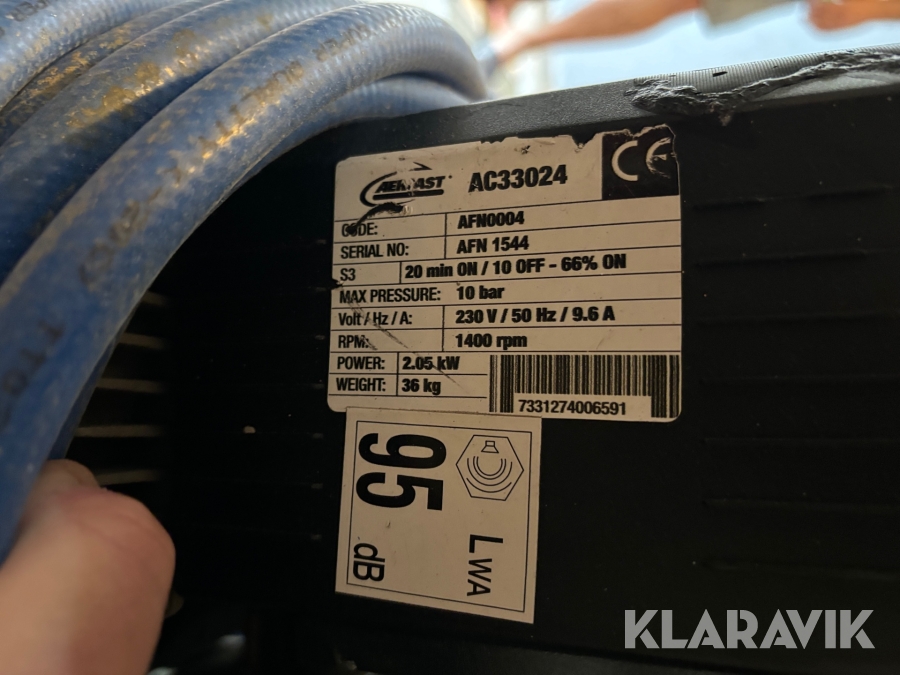 AERFAST AC33024 CE
CODE: AFN0004
SERIAL NO: AFN 1544
S3 20 min ON / 10 OFF - 66% ON
MAX PRESSURE: 10 bar
Volt / Hz / A: 230 V / 50 Hz / 9.6 A
RPM: 1400 rpm
POWER: 2.05 kW
WEIGHT: 36 kg
7331274006591
LWA
95 dB
KLARAVIK